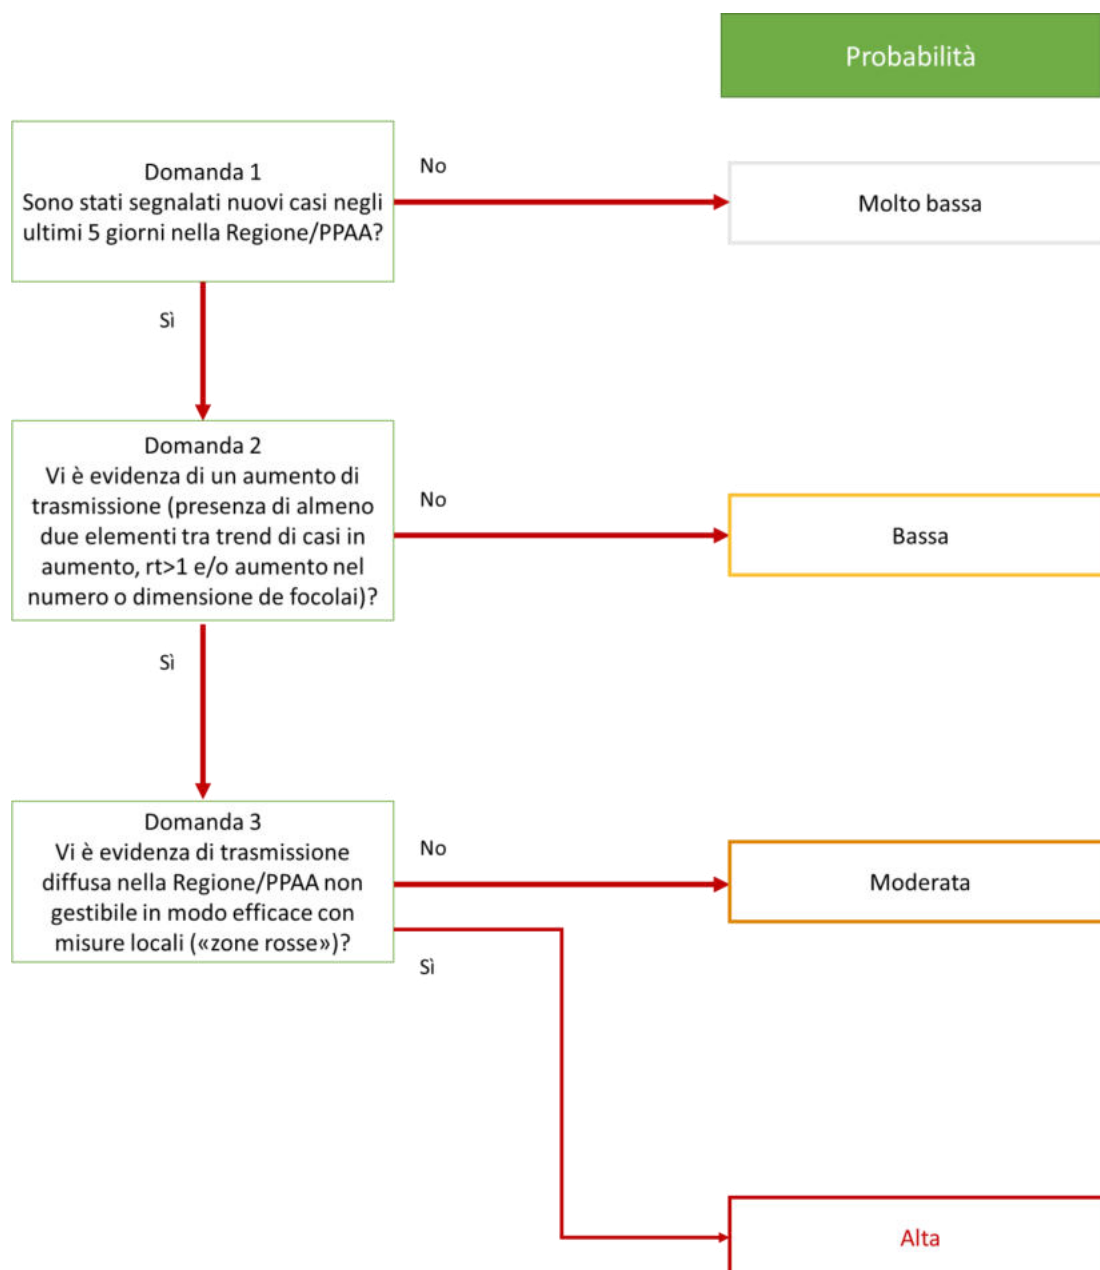 Probabilità
Domanda 1
Sono stati segnalati nuovi casi negli
ultimi 5 giorni nella Regione/PPAA?
No
Molto bassa
Sì
Domanda 2
Vi è evidenza di un aumento di
trasmissione (presenza di almeno
due elementi tra trend di casi in
aumento, rt>1 e/o aumento nel
numero o dimensione de focolai)?
No
Bassa
Sì
Domanda 3
Vi è evidenza di trasmissione
diffusa nella Regione/PPAA non
gestibile in modo efficace con
misure locali («zone rosse»)?
No
Moderata
Sì
Alta